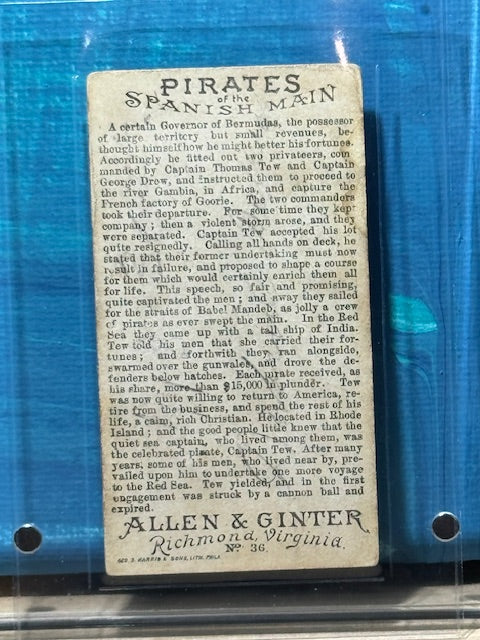 PIRATES
of the
SPANISH MAIN
A certain Governor of Bermudas, the possessor
of large territory but small revenues, be-
thought himself how he might better his fortunes.
Accordingly he fitted out two privateers, com
manded by Captain Thomas Tew and Captain
George Drew, and instructed them to proceed to
the river Gambia, in Africa, and capture the
French factory of Goorie. The two commanders
took their departure. For some time they kept
company; then a violent storm arose, and they
were separated. Captain Tew accepted his lot
quite resignedly. Calling all hands on deck, he
stated that their former undertaking must now
result in failure, and proposed to shape a course
for them which would certainly enrich them all
for life. This speech, so fair and promising,
quite captivated the men; and away they sailed
for the straits of Babel Mandeb, as jolly a crew
of pirates as ever swept the main. In the Red
Sea they came up with a tall ship of India.
Tew told his men that she carried their for-
tunes; and forthwith they ran alongside,
swarmed over the gunwales, and drove the de-
fenders below hatches. Each pirate received, as
his share, more than $15,000 in plunder. Tew
was now quite willing to return to America, re-
tire from the business, and spend the rest of his
life, a calm, rich Christian. He located in Rhode
Island; and the good people little knew that the
quiet sea captain, who lived among them, was
the celebrated pirate, Captain Tew. After many
years, some of his men, who lived near by, pre-
vailed upon him to undertake one more voyage
to the Red Sea. Tew yielded, and in the first
engagement was struck by a cannon ball and
expired.
ALLEN & GINTER
Richmond, Virginia.
No. 36.
GEO. S. HARRIS & SONS, LITH. PHILA.